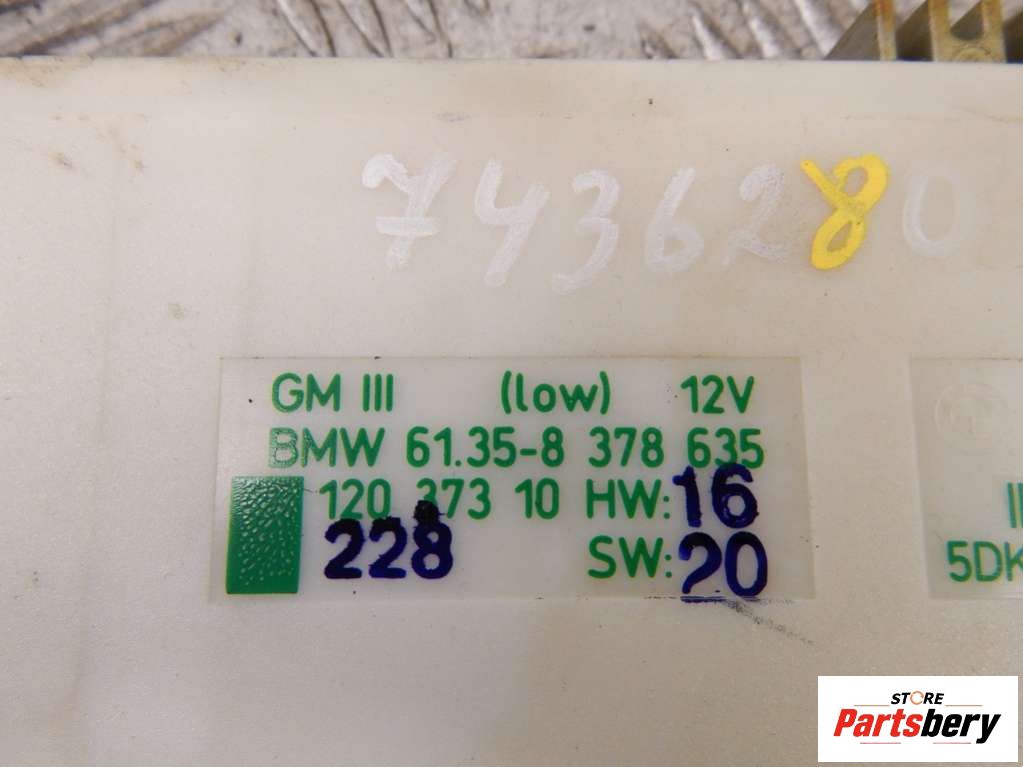 7436280
GM III (low) 12V
BMW 61.35-8 378 635
120 373 10 HW: 16
228 SW: 20
5DK
STORE
Partsbery